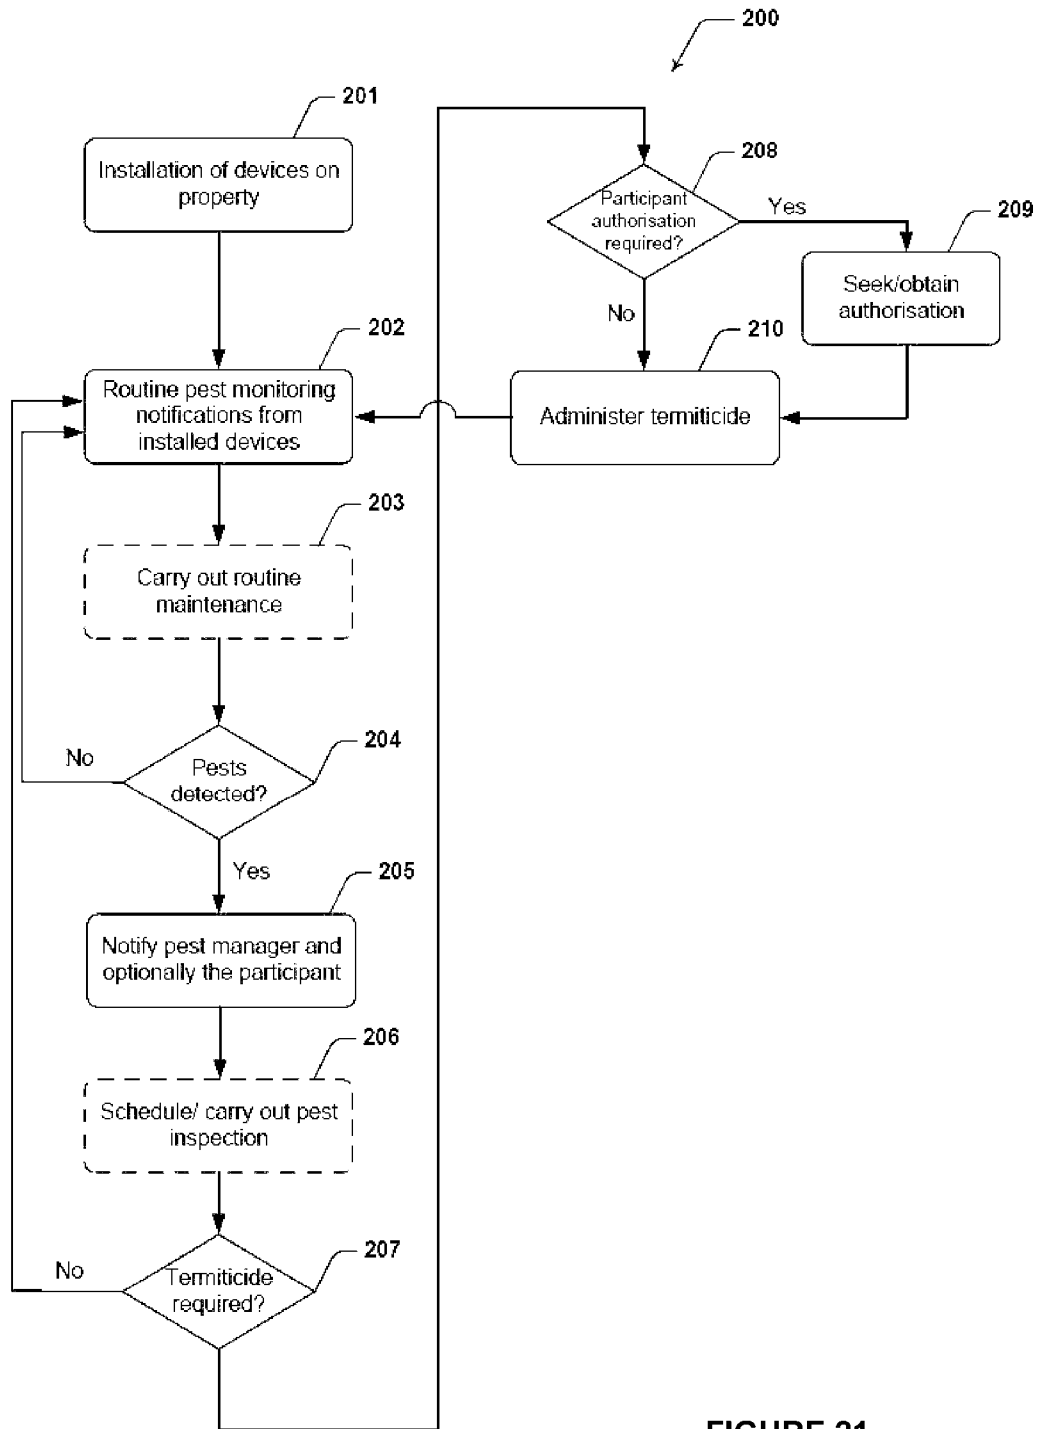 200
201
Installation of devices on
property
202
Routine pest monitoring
notifications from
installed devices
203
Carry out routine
maintenance
204
Pests
detected?
No
Yes
205
Notify pest manager and
optionally the participant
206
Schedule/ carry out pest
inspection
207
Termiticide
required?
No
208
Participant
authorisation
required?
Yes
No
209
Seek/obtain
authorisation
210
Administer termiticide
FIGURE 21